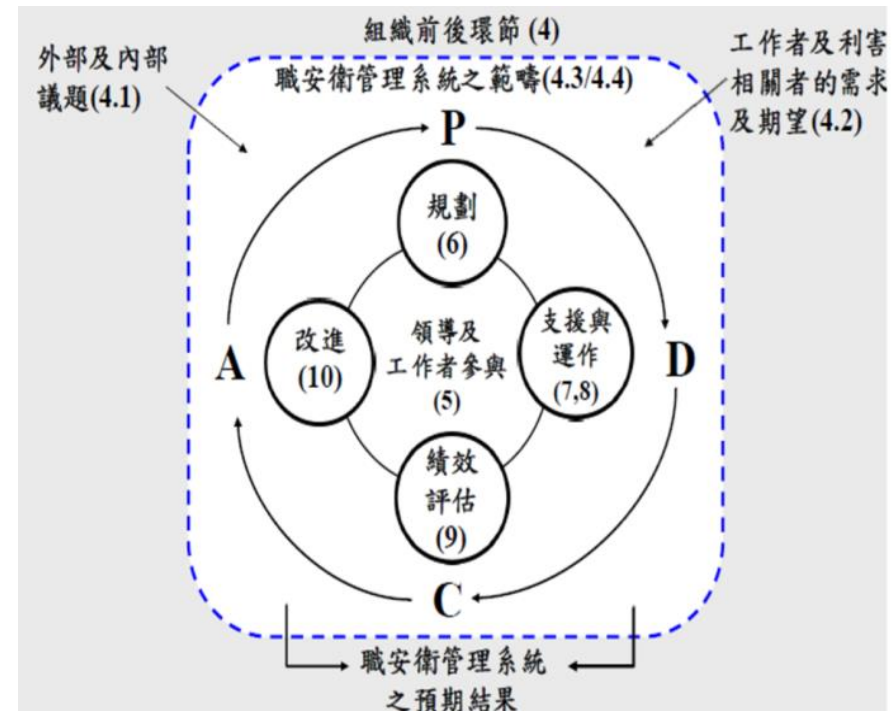 組織前後環節 (4)
外部及內部
議題(4.1)
工作者及利害
相關者的需求
及期望(4.2)
職安衛管理系統之範疇(4.3/4.4)
P
規劃
(6)
A
改進
(10)
領導及
工作者參與
(5)
支援與
運作
(7,8)
D
績效
評估
(9)
C
職安衛管理系統
之預期結果